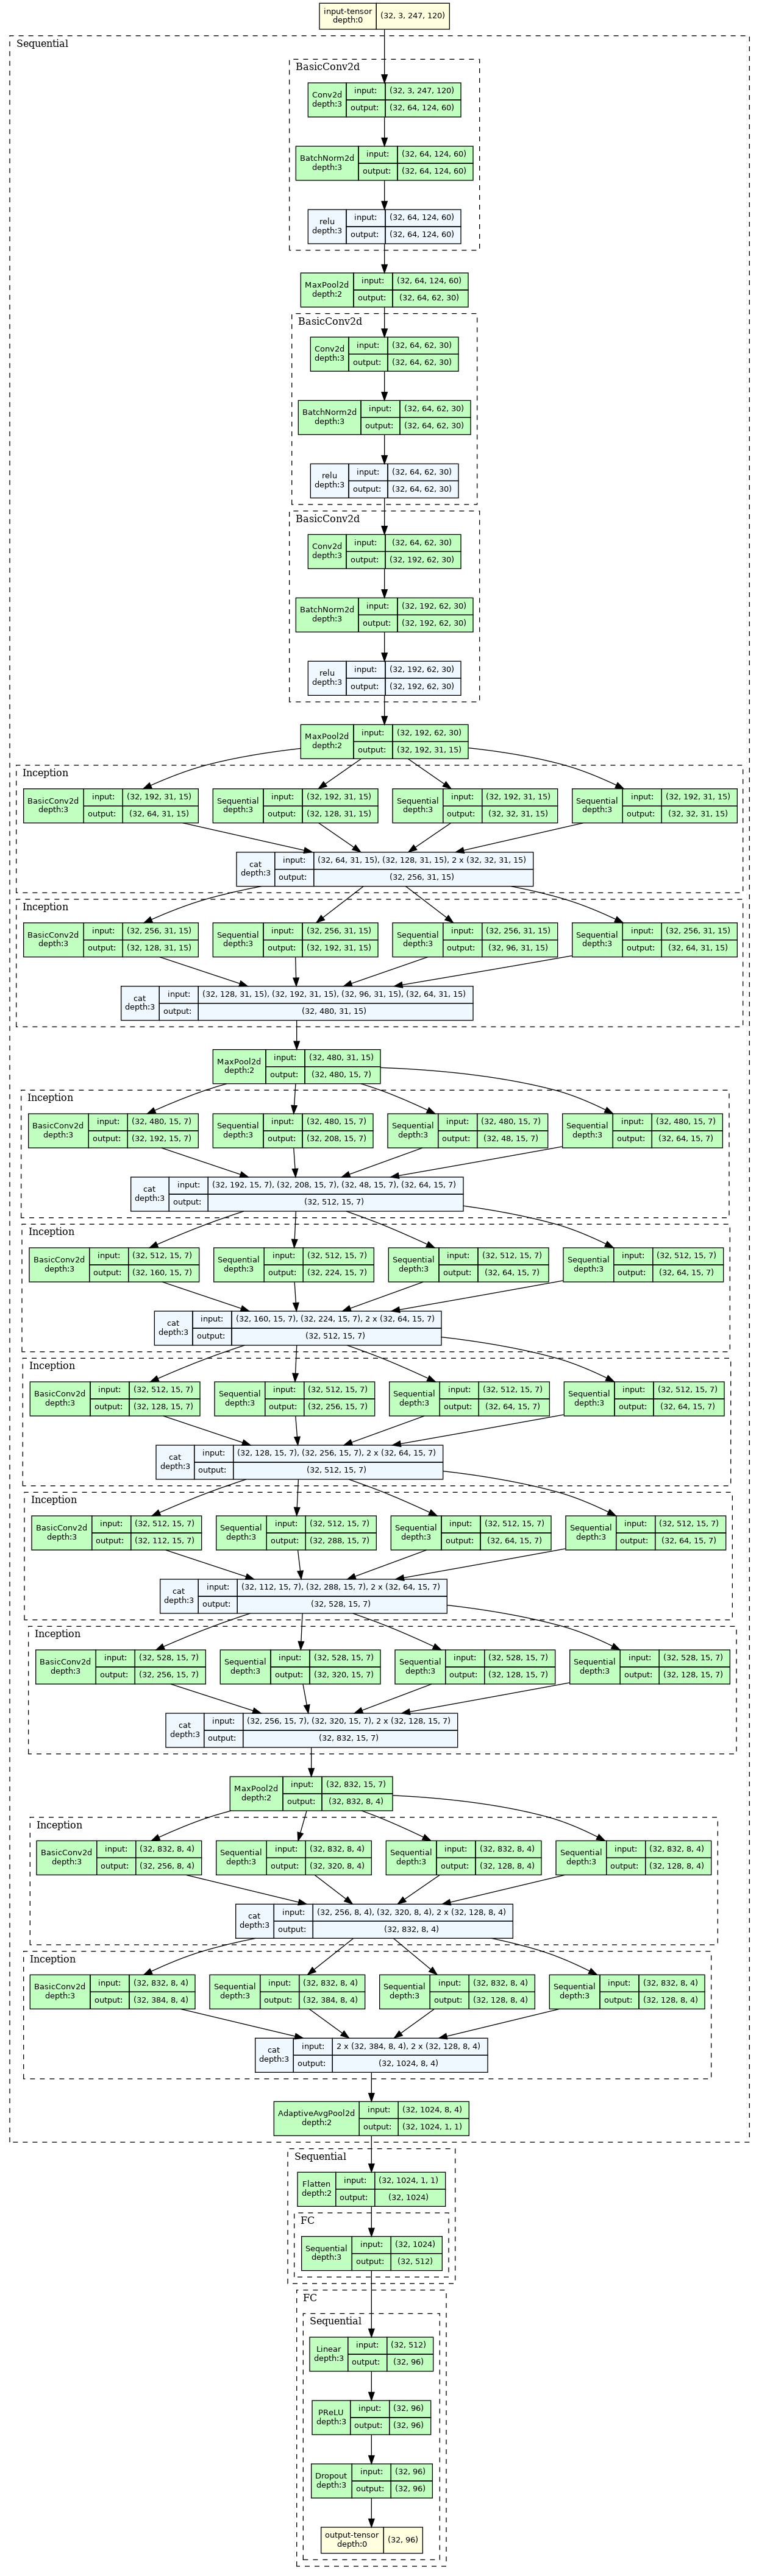 input-tensor
depth:0
(32, 3, 247, 120)
Sequential
BasicConv2d
Conv2d
depth:3
input:
(32, 3, 247, 120)
output:
(32, 64, 124, 60)
BatchNorm2d
depth:3
input:
(32, 64, 124, 60)
output:
(32, 64, 124, 60)
relu
depth:3
input:
(32, 64, 124, 60)
output:
(32, 64, 124, 60)
MaxPool2d
depth:2
input:
(32, 64, 124, 60)
output:
(32, 64, 62, 30)
BasicConv2d
Conv2d
depth:3
input:
(32, 64, 62, 30)
output:
(32, 64, 62, 30)
BatchNorm2d
depth:3
input:
(32, 64, 62, 30)
output:
(32, 64, 62, 30)
relu
depth:3
input:
(32, 64, 62, 30)
output:
(32, 64, 62, 30)
BasicConv2d
Conv2d
depth:3
input:
(32, 64, 62, 30)
output:
(32, 192, 62, 30)
BatchNorm2d
depth:3
input:
(32, 192, 62, 30)
output:
(32, 192, 62, 30)
relu
depth:3
input:
(32, 192, 62, 30)
output:
(32, 192, 62, 30)
MaxPool2d
depth:2
input:
(32, 192, 62, 30)
output:
(32, 192, 31, 15)
Inception
BasicConv2d
depth:3
input:
(32, 192, 31, 15)
output:
(32, 64, 31, 15)
Sequential
depth:3
input:
(32, 192, 31, 15)
output:
(32, 128, 31, 15)
Sequential
depth:3
input:
(32, 192, 31, 15)
output:
(32, 32, 31, 15)
Sequential
depth:3
input:
(32, 192, 31, 15)
output:
(32, 32, 31, 15)
cat
depth:3
input:
(32, 64, 31, 15), (32, 128, 31, 15), 2 x (32, 32, 31, 15)
output:
(32, 256, 31, 15)
Inception
BasicConv2d
depth:3
input:
(32, 256, 31, 15)
output:
(32, 128, 31, 15)
Sequential
depth:3
input:
(32, 256, 31, 15)
output:
(32, 192, 31, 15)
Sequential
depth:3
input:
(32, 256, 31, 15)
output:
(32, 96, 31, 15)
Sequential
depth:3
input:
(32, 256, 31, 15)
output:
(32, 64, 31, 15)
cat
depth:3
input:
(32, 128, 31, 15), (32, 192, 31, 15), (32, 96, 31, 15), (32, 64, 31, 15)
output:
(32, 480, 31, 15)
MaxPool2d
depth:2
input:
(32, 480, 31, 15)
output:
(32, 480, 15, 7)
Inception
BasicConv2d
depth:3
input:
(32, 480, 15, 7)
output:
(32, 192, 15, 7)
Sequential
depth:3
input:
(32, 480, 15, 7)
output:
(32, 208, 15, 7)
Sequential
depth:3
input:
(32, 480, 15, 7)
output:
(32, 48, 15, 7)
Sequential
depth:3
input:
(32, 480, 15, 7)
output:
(32, 64, 15, 7)
cat
depth:3
input:
(32, 192, 15, 7), (32, 208, 15, 7), (32, 48, 15, 7), (32, 64, 15, 7)
output:
(32, 512, 15, 7)
Inception
BasicConv2d
depth:3
input:
(32, 512, 15, 7)
output:
(32, 160, 15, 7)
Sequential
depth:3
input:
(32, 512, 15, 7)
output:
(32, 224, 15, 7)
Sequential
depth:3
input:
(32, 512, 15, 7)
output:
(32, 64, 15, 7)
Sequential
depth:3
input:
(32, 512, 15, 7)
output:
(32, 64, 15, 7)
cat
depth:3
input:
(32, 160, 15, 7), (32, 224, 15, 7), 2 x (32, 64, 15, 7)
output:
(32, 512, 15, 7)
Inception
BasicConv2d
depth:3
input:
(32, 512, 15, 7)
output:
(32, 128, 15, 7)
Sequential
depth:3
input:
(32, 512, 15, 7)
output:
(32, 256, 15, 7)
Sequential
depth:3
input:
(32, 512, 15, 7)
output:
(32, 64, 15, 7)
Sequential
depth:3
input:
(32, 512, 15, 7)
output:
(32, 64, 15, 7)
cat
depth:3
input:
(32, 128, 15, 7), (32, 256, 15, 7), 2 x (32, 64, 15, 7)
output:
(32, 512, 15, 7)
Inception
BasicConv2d
depth:3
input:
(32, 512, 15, 7)
output:
(32, 112, 15, 7)
Sequential
depth:3
input:
(32, 512, 15, 7)
output:
(32, 288, 15, 7)
Sequential
depth:3
input:
(32, 512, 15, 7)
output:
(32, 64, 15, 7)
Sequential
depth:3
input:
(32, 512, 15, 7)
output:
(32, 64, 15, 7)
cat
depth:3
input:
(32, 112, 15, 7), (32, 288, 15, 7), 2 x (32, 64, 15, 7)
output:
(32, 528, 15, 7)
Inception
BasicConv2d
depth:3
input:
(32, 528, 15, 7)
output:
(32, 256, 15, 7)
Sequential
depth:3
input:
(32, 528, 15, 7)
output:
(32, 320, 15, 7)
Sequential
depth:3
input:
(32, 528, 15, 7)
output:
(32, 128, 15, 7)
Sequential
depth:3
input:
(32, 528, 15, 7)
output:
(32, 128, 15, 7)
cat
depth:3
input:
(32, 256, 15, 7), (32, 320, 15, 7), 2 x (32, 128, 15, 7)
output:
(32, 832, 15, 7)
MaxPool2d
depth:2
input:
(32, 832, 15, 7)
output:
(32, 832, 8, 4)
Inception
BasicConv2d
depth:3
input:
(32, 832, 8, 4)
output:
(32, 256, 8, 4)
Sequential
depth:3
input:
(32, 832, 8, 4)
output:
(32, 320, 8, 4)
Sequential
depth:3
input:
(32, 832, 8, 4)
output:
(32, 128, 8, 4)
Sequential
depth:3
input:
(32, 832, 8, 4)
output:
(32, 128, 8, 4)
cat
depth:3
input:
(32, 256, 8, 4), (32, 320, 8, 4), 2 x (32, 128, 8, 4)
output:
(32, 832, 8, 4)
Inception
BasicConv2d
depth:3
input:
(32, 832, 8, 4)
output:
(32, 384, 8, 4)
Sequential
depth:3
input:
(32, 832, 8, 4)
output:
(32, 384, 8, 4)
Sequential
depth:3
input:
(32, 832, 8, 4)
output:
(32, 128, 8, 4)
Sequential
depth:3
input:
(32, 832, 8, 4)
output:
(32, 128, 8, 4)
cat
depth:3
input:
2 x (32, 384, 8, 4), 2 x (32, 128, 8, 4)
output:
(32, 1024, 8, 4)
AdaptiveAvgPool2d
depth:2
input:
(32, 1024, 8, 4)
output:
(32, 1024, 1, 1)
Sequential
Flatten
depth:2
input:
(32, 1024, 1, 1)
output:
(32, 1024)
FC
Sequential
depth:3
input:
(32, 1024)
output:
(32, 512)
FC
Sequential
Linear
depth:3
input:
(32, 512)
output:
(32, 96)
PReLU
depth:3
input:
(32, 96)
output:
(32, 96)
Dropout
depth:3
input:
(32, 96)
output:
(32, 96)
output-tensor
depth:0
(32, 96)